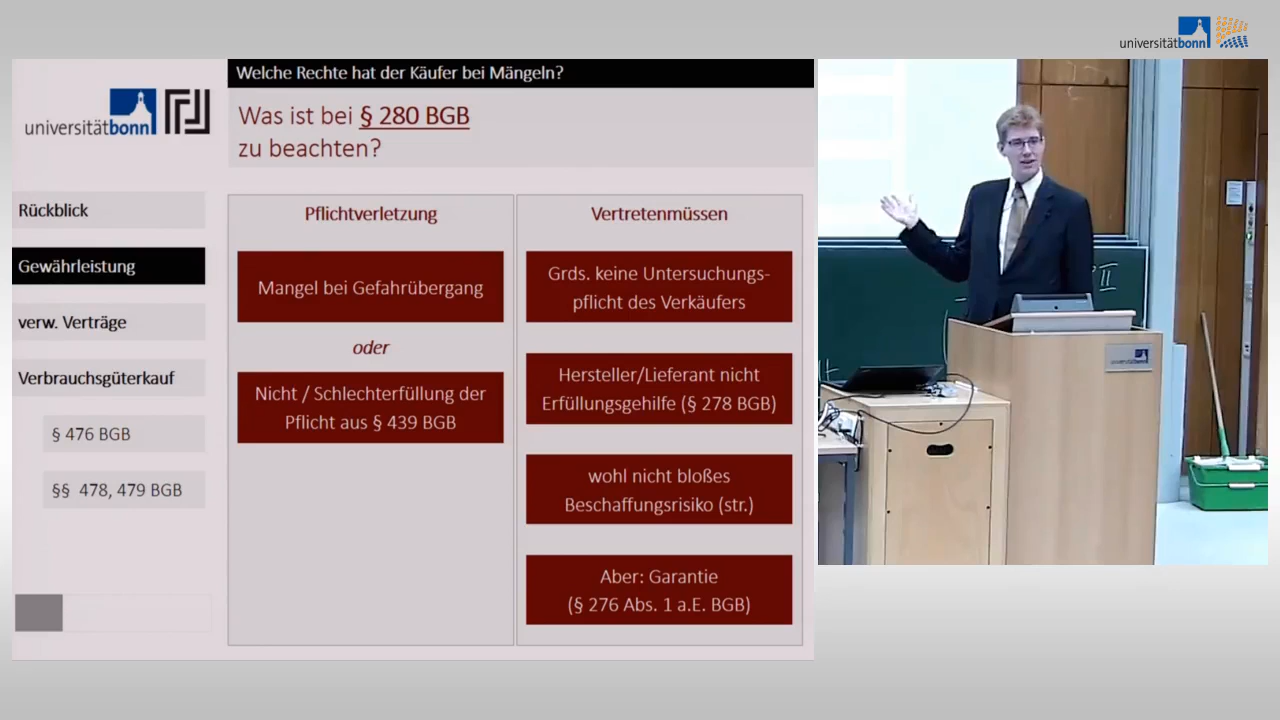 universitätbonn
Welche Rechte hat der Käufer bei Mängeln?
universitätbonn
Was ist bei § 280 BGB
zu beachten?
Rückblick
Gewährleistung
verw. Verträge
Verbrauchsgüterkauf
§ 476 BGB
§§ 478, 479 BGB
Pflichtverletzung
Mangel bei Gefahrübergang
oder
Nicht / Schlechterfüllung der
Pflicht aus § 439 BGB
Vertretenmüssen
Grds. keine Untersuchungs-
pflicht des Verkäufers
Hersteller/Lieferant nicht
Erfüllungsgehilfe (§ 278 BGB)
wohl nicht bloßes
Beschaffungsrisiko (str.)
Aber: Garantie
(§ 276 Abs. 1 a.E. BGB)
universitätbonn